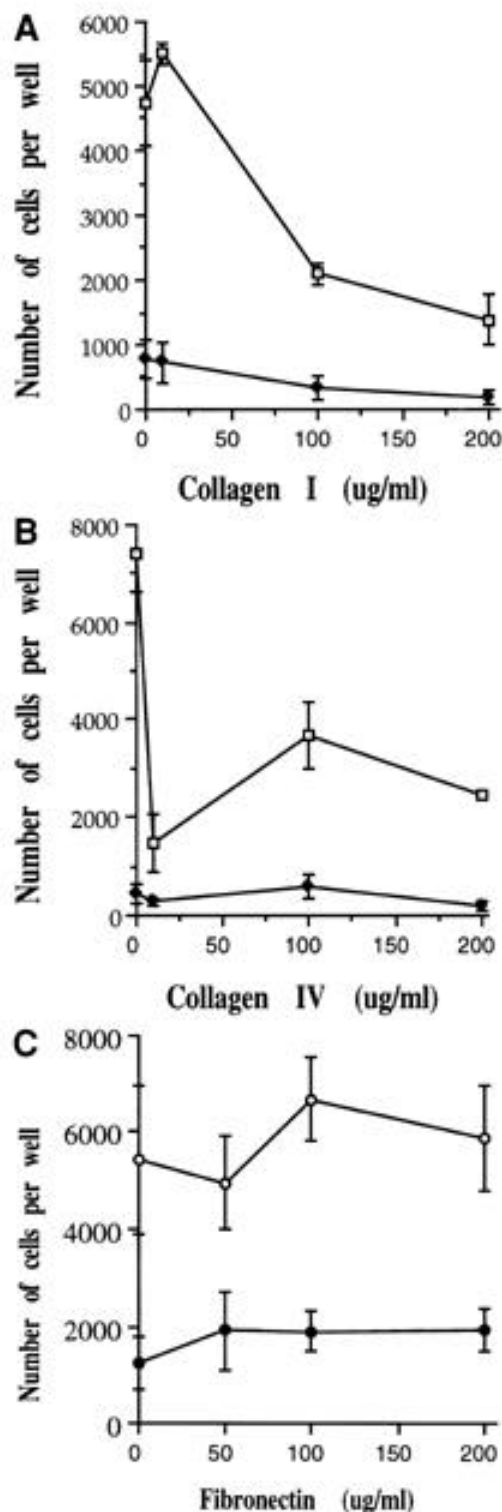 A
Number of cells per well
6000
5000
4000
3000
2000
1000
0
0 50 100 150 200
Collagen I (ug/ml)
B
Number of cells per well
8000
6000
4000
2000
0
0 50 100 150 200
Collagen IV (ug/ml)
C
Number of cells per well
8000
6000
4000
2000
0
0 50 100 150 200
Fibronectin (ug/ml)